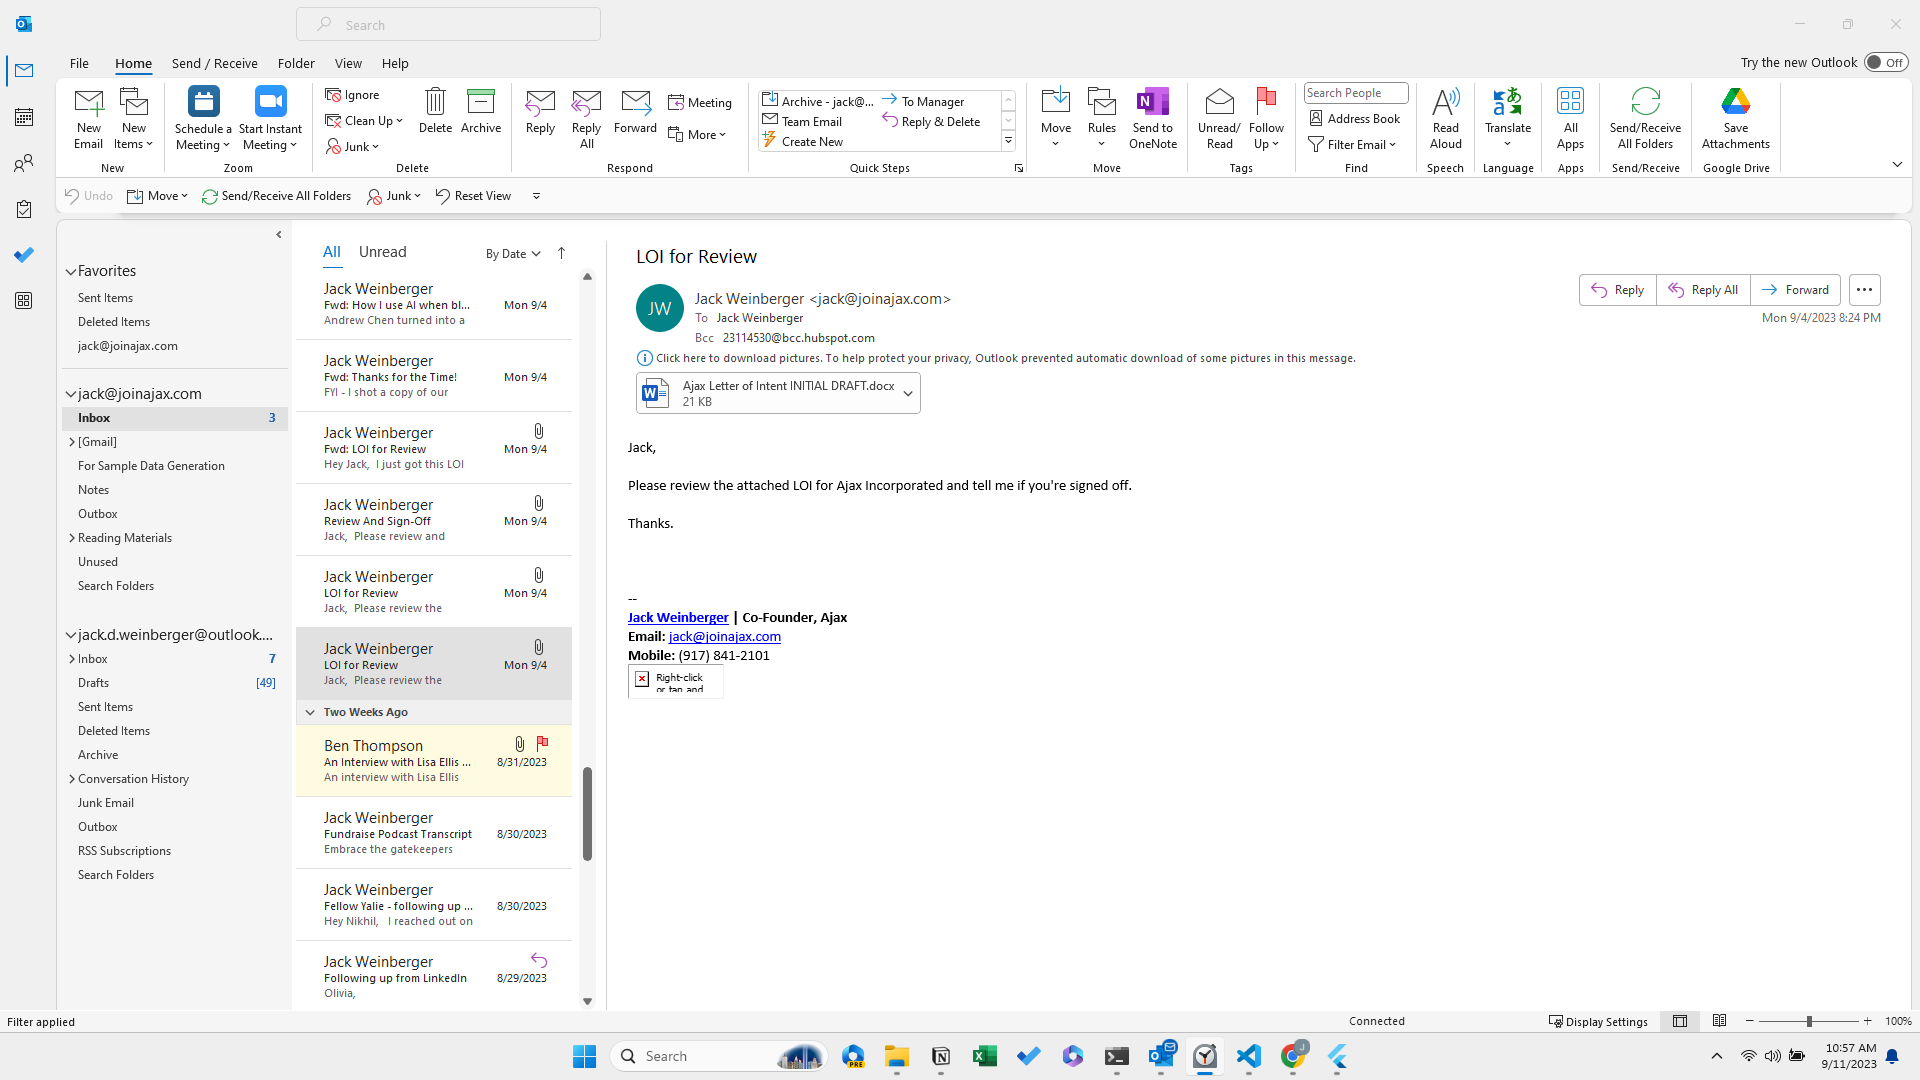 Search
File Home Send / Receive Folder View Help
Try the new Outlook Off
New Email
New Items
New
Schedule a Meeting
Start Instant Meeting
Zoom
Ignore
Clean Up
Junk
Delete
Archive
Delete
Reply
Reply All
Forward
Meeting
More
Respond
Archive - jack@...
To Manager
Team Email
Reply & Delete
Create New
Quick Steps
Move
Rules
Send to OneNote
Move
Unread/ Read
Follow Up
Tags
Search People
Address Book
Filter Email
Find
Read Aloud
Speech
Translate
Language
All Apps
Apps
Send/Receive All Folders
Send/Receive
Save Attachments
Google Drive
Undo Move Send/Receive All Folders Junk Reset View
Favorites
Sent Items
Deleted Items
jack@joinajax.com
jack@joinajax.com
Inbox 3
[Gmail]
For Sample Data Generation
Notes
Outbox
Reading Materials
Unused
Search Folders
jack.d.weinberger@outlook....
Inbox 7
Drafts [49]
Sent Items
Deleted Items
Archive
Conversation History
Junk Email
Outbox
RSS Subscriptions
Search Folders
All Unread By Date
Jack Weinberger
Fwd: How I use AI when bl... Mon 9/4
Andrew Chen turned into a
Jack Weinberger
Fwd: Thanks for the Time! Mon 9/4
FYI - I shot a copy of our
Jack Weinberger
Fwd: LOI for Review Mon 9/4
Hey Jack, I just got this LOI
Jack Weinberger
Review And Sign-Off Mon 9/4
Jack, Please review and
Jack Weinberger
LOI for Review Mon 9/4
Jack, Please review the
Jack Weinberger
LOI for Review Mon 9/4
Jack, Please review the
Two Weeks Ago
Ben Thompson
An Interview with Lisa Ellis ... 8/31/2023
An interview with Lisa Ellis
Jack Weinberger
Fundraise Podcast Transcript 8/30/2023
Embrace the gatekeepers
Jack Weinberger
Fellow Yalie - following up ... 8/30/2023
Hey Nikhil, I reached out on
Jack Weinberger
Following up from LinkedIn 8/29/2023
Olivia,
LOI for Review
JW
Jack Weinberger <jack@joinajax.com>
To Jack Weinberger
Bcc 23114530@bcc.hubspot.com
Reply Reply All Forward
Mon 9/4/2023 8:24 PM
Click here to download pictures. To help protect your privacy, Outlook prevented automatic download of some pictures in this message.
Ajax Letter of Intent INITIAL DRAFT.docx
21 KB
Jack,
Please review the attached LOI for Ajax Incorporated and tell me if you're signed off.
Thanks.
--
Jack Weinberger | Co-Founder, Ajax
Email: jack@joinajax.com
Mobile: (917) 841-2101
Right-click
or tap and
Filter applied Connected Display Settings 100%
Search
PRE
J
10:57 AM
9/11/2023